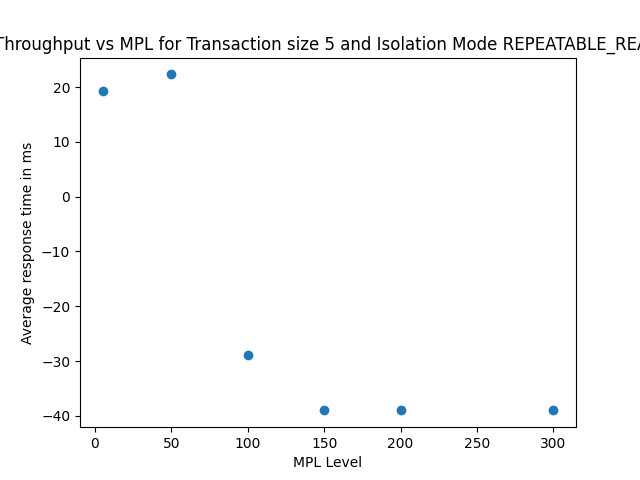 Throughput vs MPL for Transaction size 5 and Isolation Mode REPEATABLE_REA
20
10
0
−10
−20
−30
−40
Average response time in ms
0 50 100 150 200 250 300
MPL Level